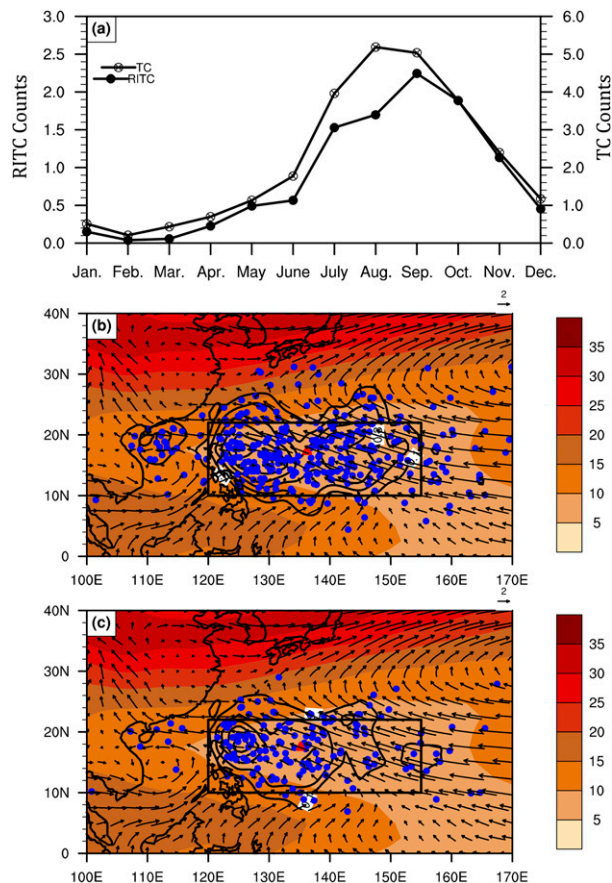 (a)
TC
RITC
RITC Counts
TC Counts
3.0
2.5
2.0
1.5
1.0
0.5
0.0
6.0
5.0
4.0
3.0
2.0
1.0
0.0
Jan. Feb. Mar. Apr. May June July Aug. Sep. Oct. Nov. Dec.
(b)
2
40N
30N
20N
10N
0
100E 110E 120E 130E 140E 150E 160E 170E
35
30
25
20
15
10
5
(c)
2
40N
30N
20N
10N
0
100E 110E 120E 130E 140E 150E 160E 170E
35
30
25
20
15
10
5